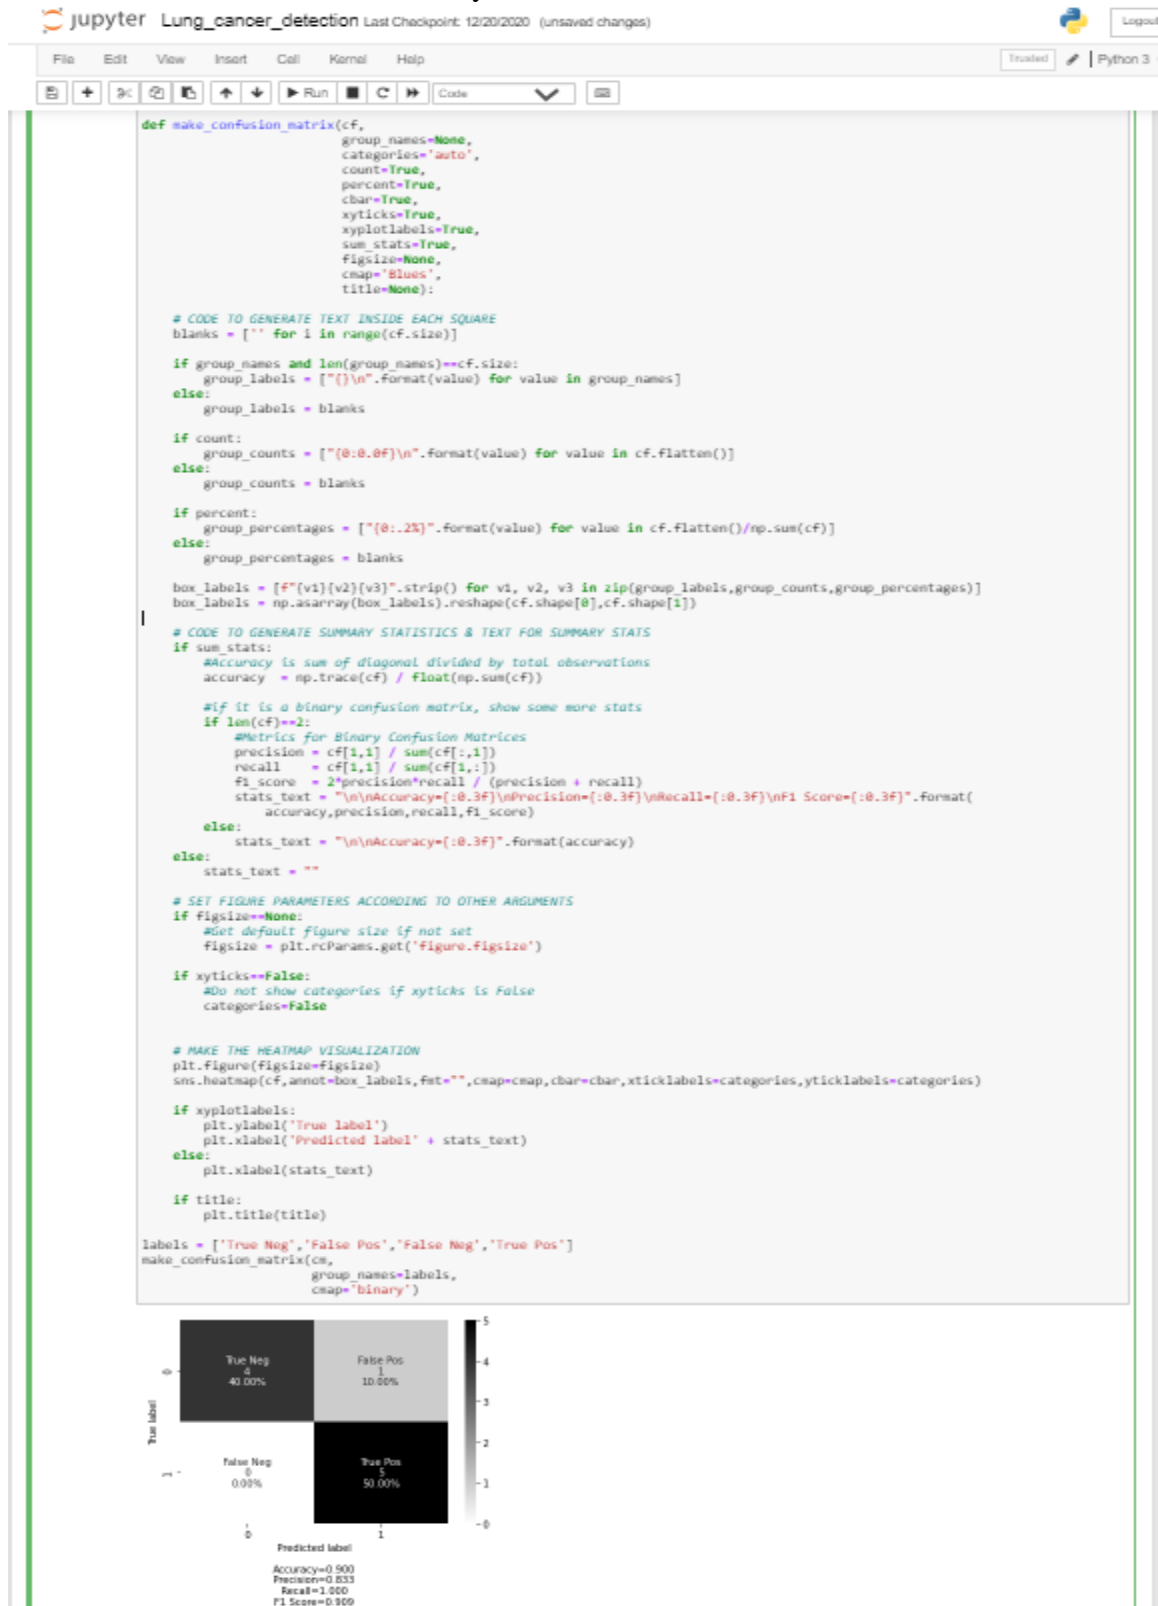 jupyter Lung_cancer_detection Last Checkpoint: 12/20/2020 (unsaved changes)
Logout
File Edit View Insert Cell Kernel Help
Trusted
Python 3
Run
Code
def make_confusion_matrix(cf,
group_names=None,
categories='auto',
count=True,
percent=True,
cbar=True,
xyticks=True,
xyplotlabels=True,
sum_stats=True,
figsize=None,
cmap='Blues',
title=None):
# CODE TO GENERATE TEXT INSIDE EACH SQUARE
blanks = ['' for i in range(cf.size)]
if group_names and len(group_names)==cf.size:
group_labels = ["{}\n".format(value) for value in group_names]
else:
group_labels = blanks
if count:
group_counts = ["{0:0.0f}\n".format(value) for value in cf.flatten()]
else:
group_counts = blanks
if percent:
group_percentages = ["{0:.2%}".format(value) for value in cf.flatten()/np.sum(cf)]
else:
group_percentages = blanks
box_labels = [f"{v1}{v2}{v3}".strip() for v1, v2, v3 in zip(group_labels,group_counts,group_percentages)]
box_labels = np.asarray(box_labels).reshape(cf.shape[0],cf.shape[1])
# CODE TO GENERATE SUMMARY STATISTICS & TEXT FOR SUMMARY STATS
if sum_stats:
#Accuracy is sum of diagonal divided by total observations
accuracy  = np.trace(cf) / float(np.sum(cf))
#if it is a binary confusion matrix, show some more stats
if len(cf)==2:
#Metrics for Binary Confusion Matrices
precision = cf[1,1] / sum(cf[:,1])
recall    = cf[1,1] / sum(cf[1,:])
f1_score  = 2*precision*recall / (precision + recall)
stats_text = "\n\nAccuracy={:0.3f}\nPrecision={:0.3f}\nRecall={:0.3f}\nF1 Score={:0.3f}".format(
accuracy,precision,recall,f1_score)
else:
stats_text = "\n\nAccuracy={:0.3f}".format(accuracy)
else:
stats_text = ""
# SET FIGURE PARAMETERS ACCORDING TO OTHER ARGUMENTS
if figsize==None:
#Get default figure size if not set
figsize = plt.rcParams.get('figure.figsize')
if xyticks==False:
#Do not show categories if xyticks is False
categories=False
# MAKE THE HEATMAP VISUALIZATION
plt.figure(figsize=figsize)
sns.heatmap(cf,annot=box_labels,fmt="",cmap=cmap,cbar=cbar,xticklabels=categories,yticklabels=categories)
if xyplotlabels:
plt.ylabel('True label')
plt.xlabel('Predicted label' + stats_text)
else:
plt.xlabel(stats_text)
if title:
plt.title(title)
labels = ['True Neg','False Pos','False Neg','True Pos']
make_confusion_matrix(cm,
group_names=labels,
cmap='binary')
True Neg
4
40.00%
False Pos
1
10.00%
False Neg
0
0.00%
True Pos
5
50.00%
True label
0
1
5
4
3
2
1
0
0
1
Predicted label
Accuracy=0.900
Precision=0.833
Recall=1.000
F1 Score=0.909